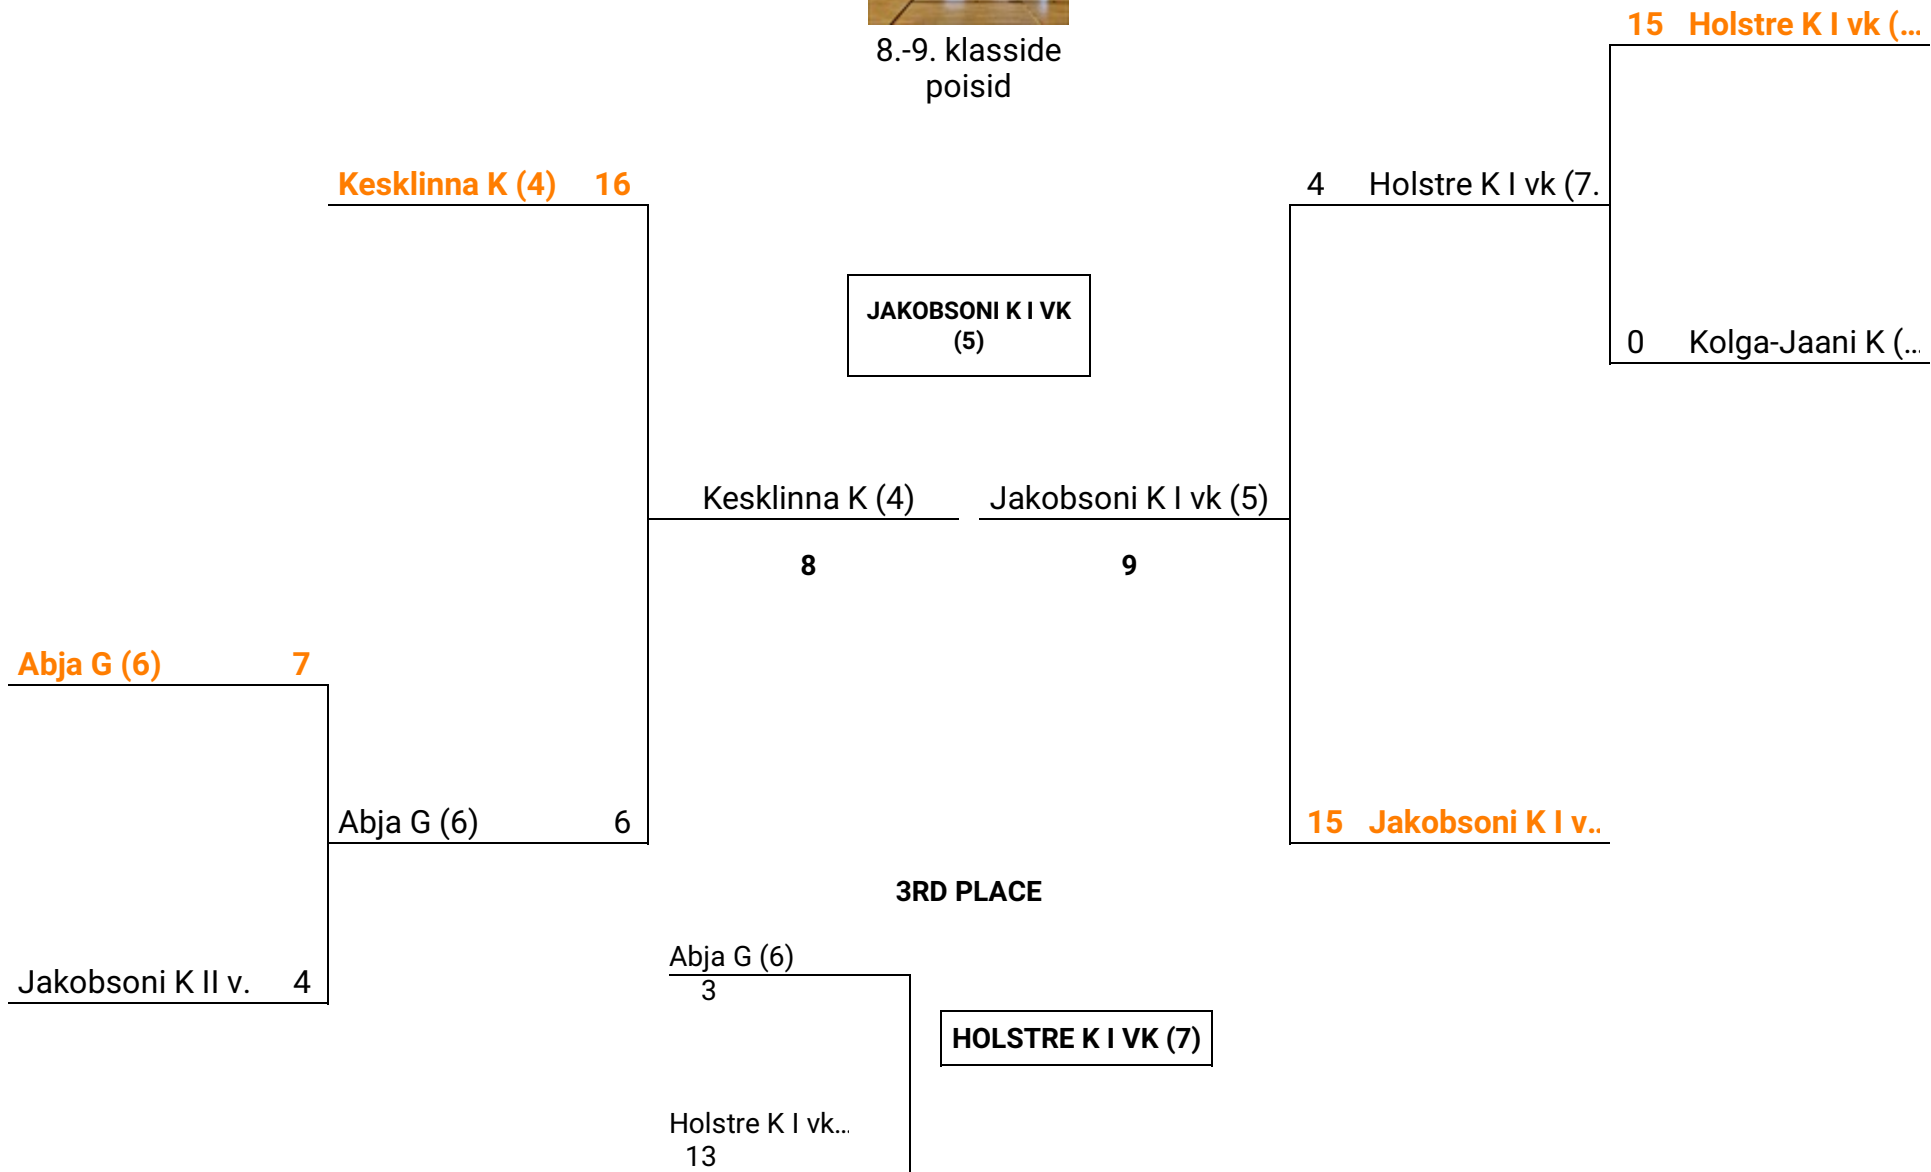 15 Holstre K I vk (...
8.-9. klasside
poisid
Kesklinna K (4) 16
4 Holstre K I vk (7.
JAKOBSONI K I VK
(5)
0 Kolga-Jaani K (...
Kesklinna K (4)
Jakobsoni K I vk (5)
8
9
Abja G (6) 7
Abja G (6) 6
15 Jakobsoni K I v..
3RD PLACE
Abja G (6)
3
Jakobsoni K II v. 4
HOLSTRE K I VK (7)
Holstre K I vk...
13